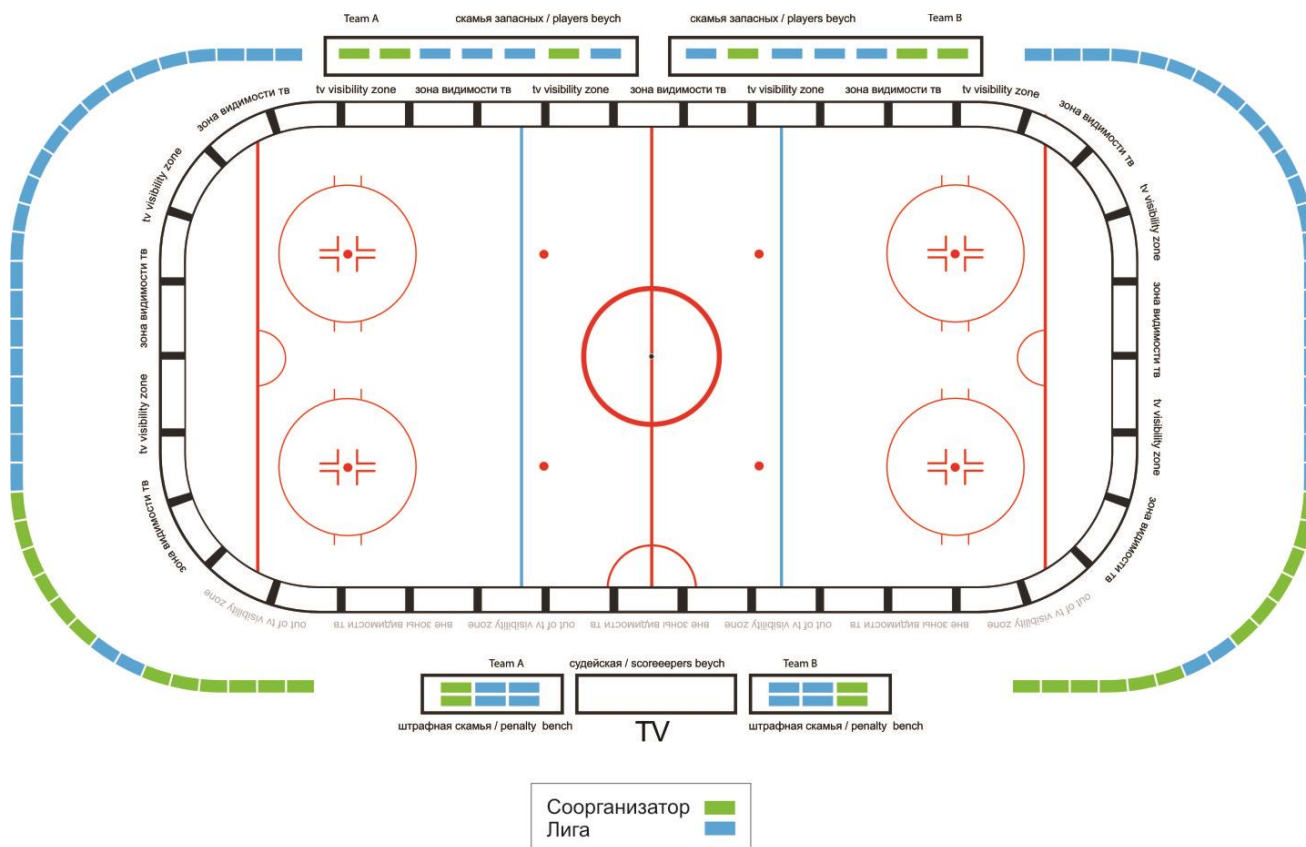 Team A
скамья запасных / players beych
скамья запасных / players beych
Team B
tv visibility zone
зона видимости тв
tv visibility zone
зона видимости тв
tv visibility zone
зона видимости тв
tv visibility zone
зона видимости тв
tv visibility zone
зона видимости тв
tv visibility zone
зона видимости тв
зона видимости тв
tv visibility zone
зона видимости тв
tv visibility zone
зона видимости тв
out of tv visibility zone
вне зоны видимости тв
out of tv visibility zone
вне зоны видимости тв
out of tv visibility zone
вне зоны видимости тв
out of tv visibility zone
вне зоны видимости тв
out of tv visibility zone
Team A
судейская / scoreeepers beych
Team B
штрафная скамья / penalty bench
TV
штрафная скамья / penalty bench
Соорганизатор
Лига